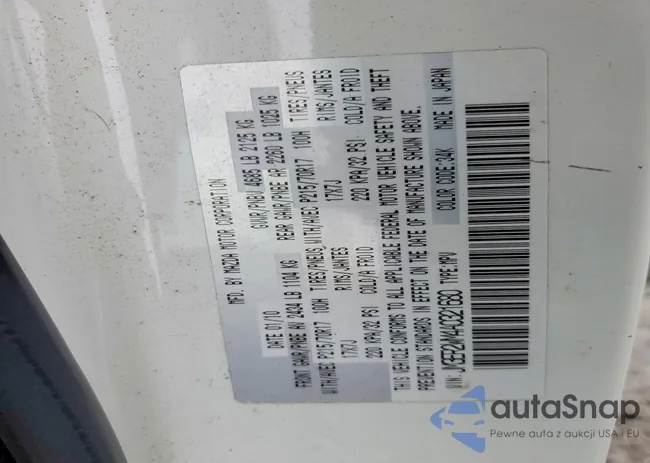 MFD. BY MAZDA MOTOR CORPORATION
DATE 01/10 GVWR/PNBV 4685 LB 2125 KG
FRONT GAWR/PNBE AV 2434 LB 1104 KG REAR GAWR/PNBE AR 2260 LB 1025 KG
WITH/AVEC P215/70R17 100H TIRES/PNEUS WITH/AVEC P215/70R17 100H TIRES/PNEUS
17X7J RIMS/JANTES 17X7J RIMS/JANTES
220 KPA/32 PSI COLD/A FROID 220 KPA/32 PSI COLD/A FROID
THIS VEHICLE CONFORMS TO ALL APPLICABLE FEDERAL MOTOR VEHICLE SAFETY AND THEFT
PREVENTION STANDARDS IN EFFECT ON THE DATE OF MANUFACTURE SHOWN ABOVE.
VIN: TYPE:MPV COLOR CODE:34K MADE IN JAPAN
autaSnap
Pewne auta z aukcji USA i EU